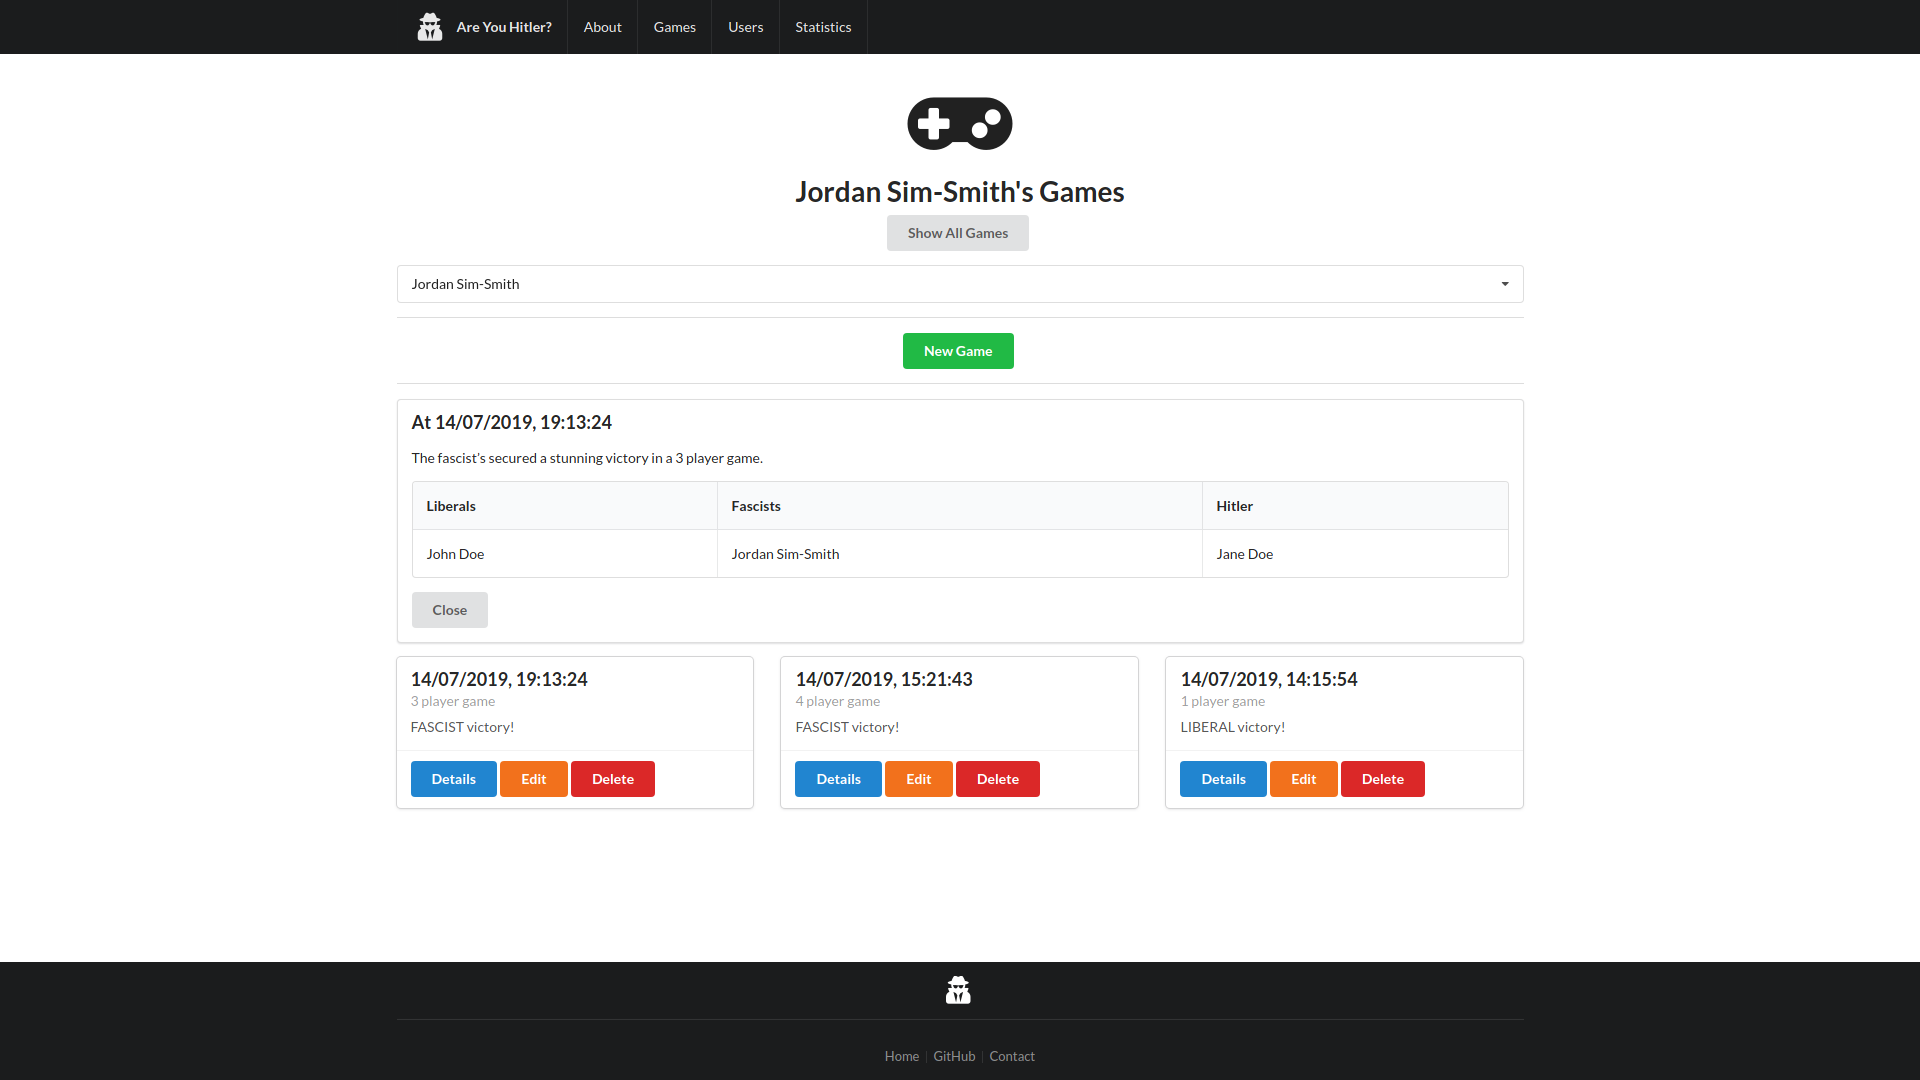 Are You Hitler? About Games Users Statistics
Jordan Sim-Smith's Games
Show All Games
Jordan Sim-Smith
New Game
At 14/07/2019, 19:13:24
The fascist's secured a stunning victory in a 3 player game.
Liberals Fascists Hitler
John Doe Jordan Sim-Smith Jane Doe
Close
14/07/2019, 19:13:24
3 player game
FASCIST victory!
Details Edit Delete
14/07/2019, 15:21:43
4 player game
FASCIST victory!
Details Edit Delete
14/07/2019, 14:15:54
1 player game
LIBERAL victory!
Details Edit Delete
Home GitHub Contact